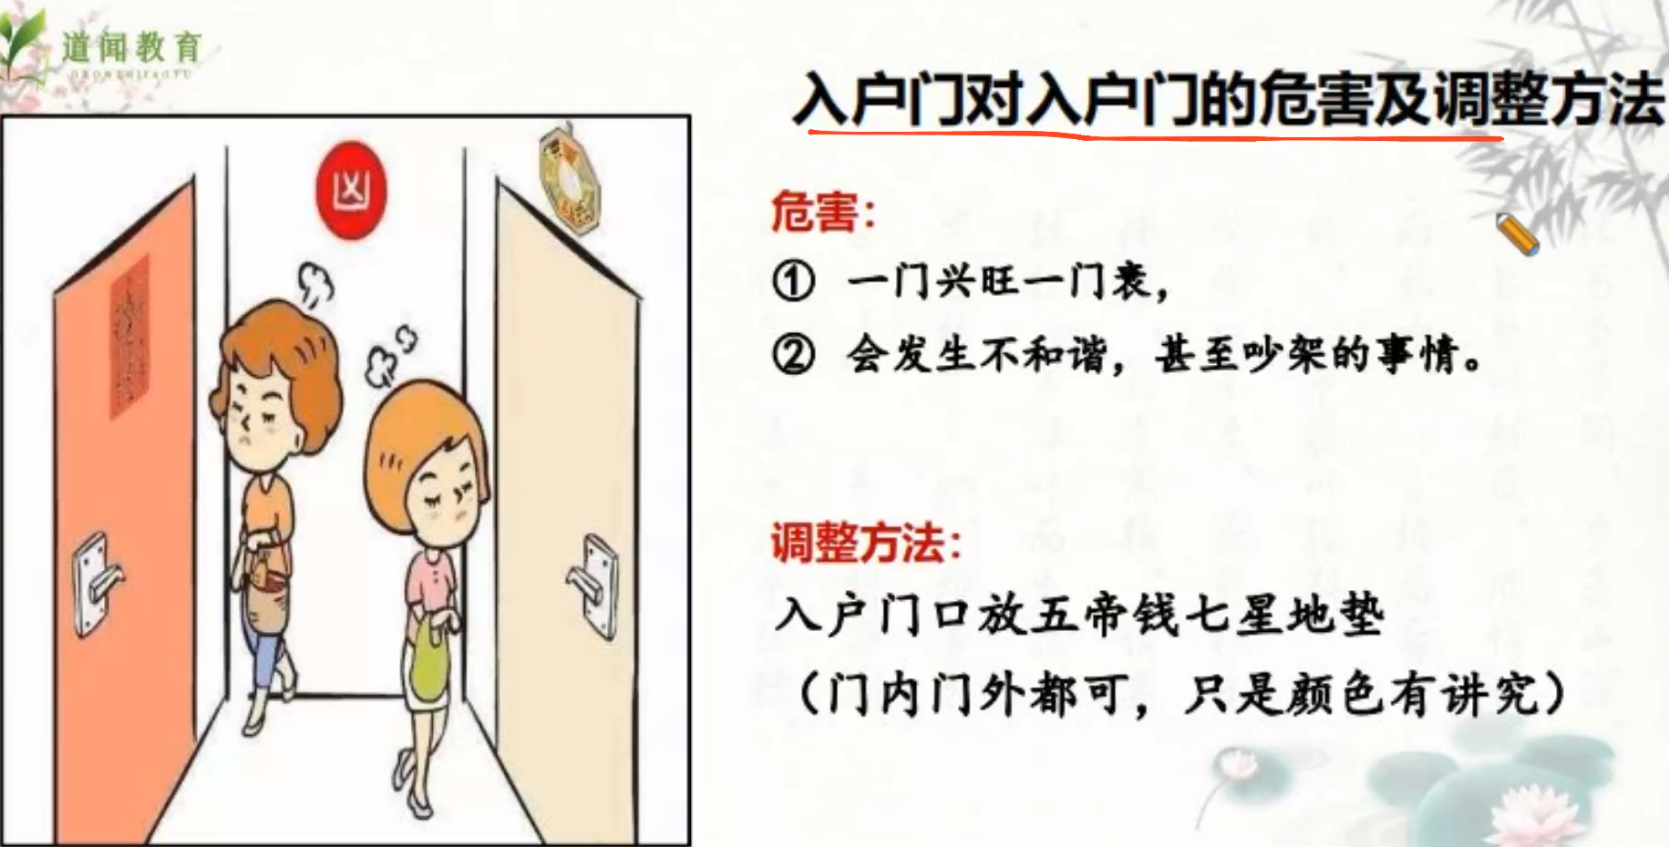 道闻教育
入户门对入户门的危害及调整方法
凶
危害：
① 一门兴旺一门衰，
② 会发生不和谐，甚至吵架的事情。
调整方法：
入户门口放五帝钱七星地垫
（门内门外都可，只是颜色有讲究）